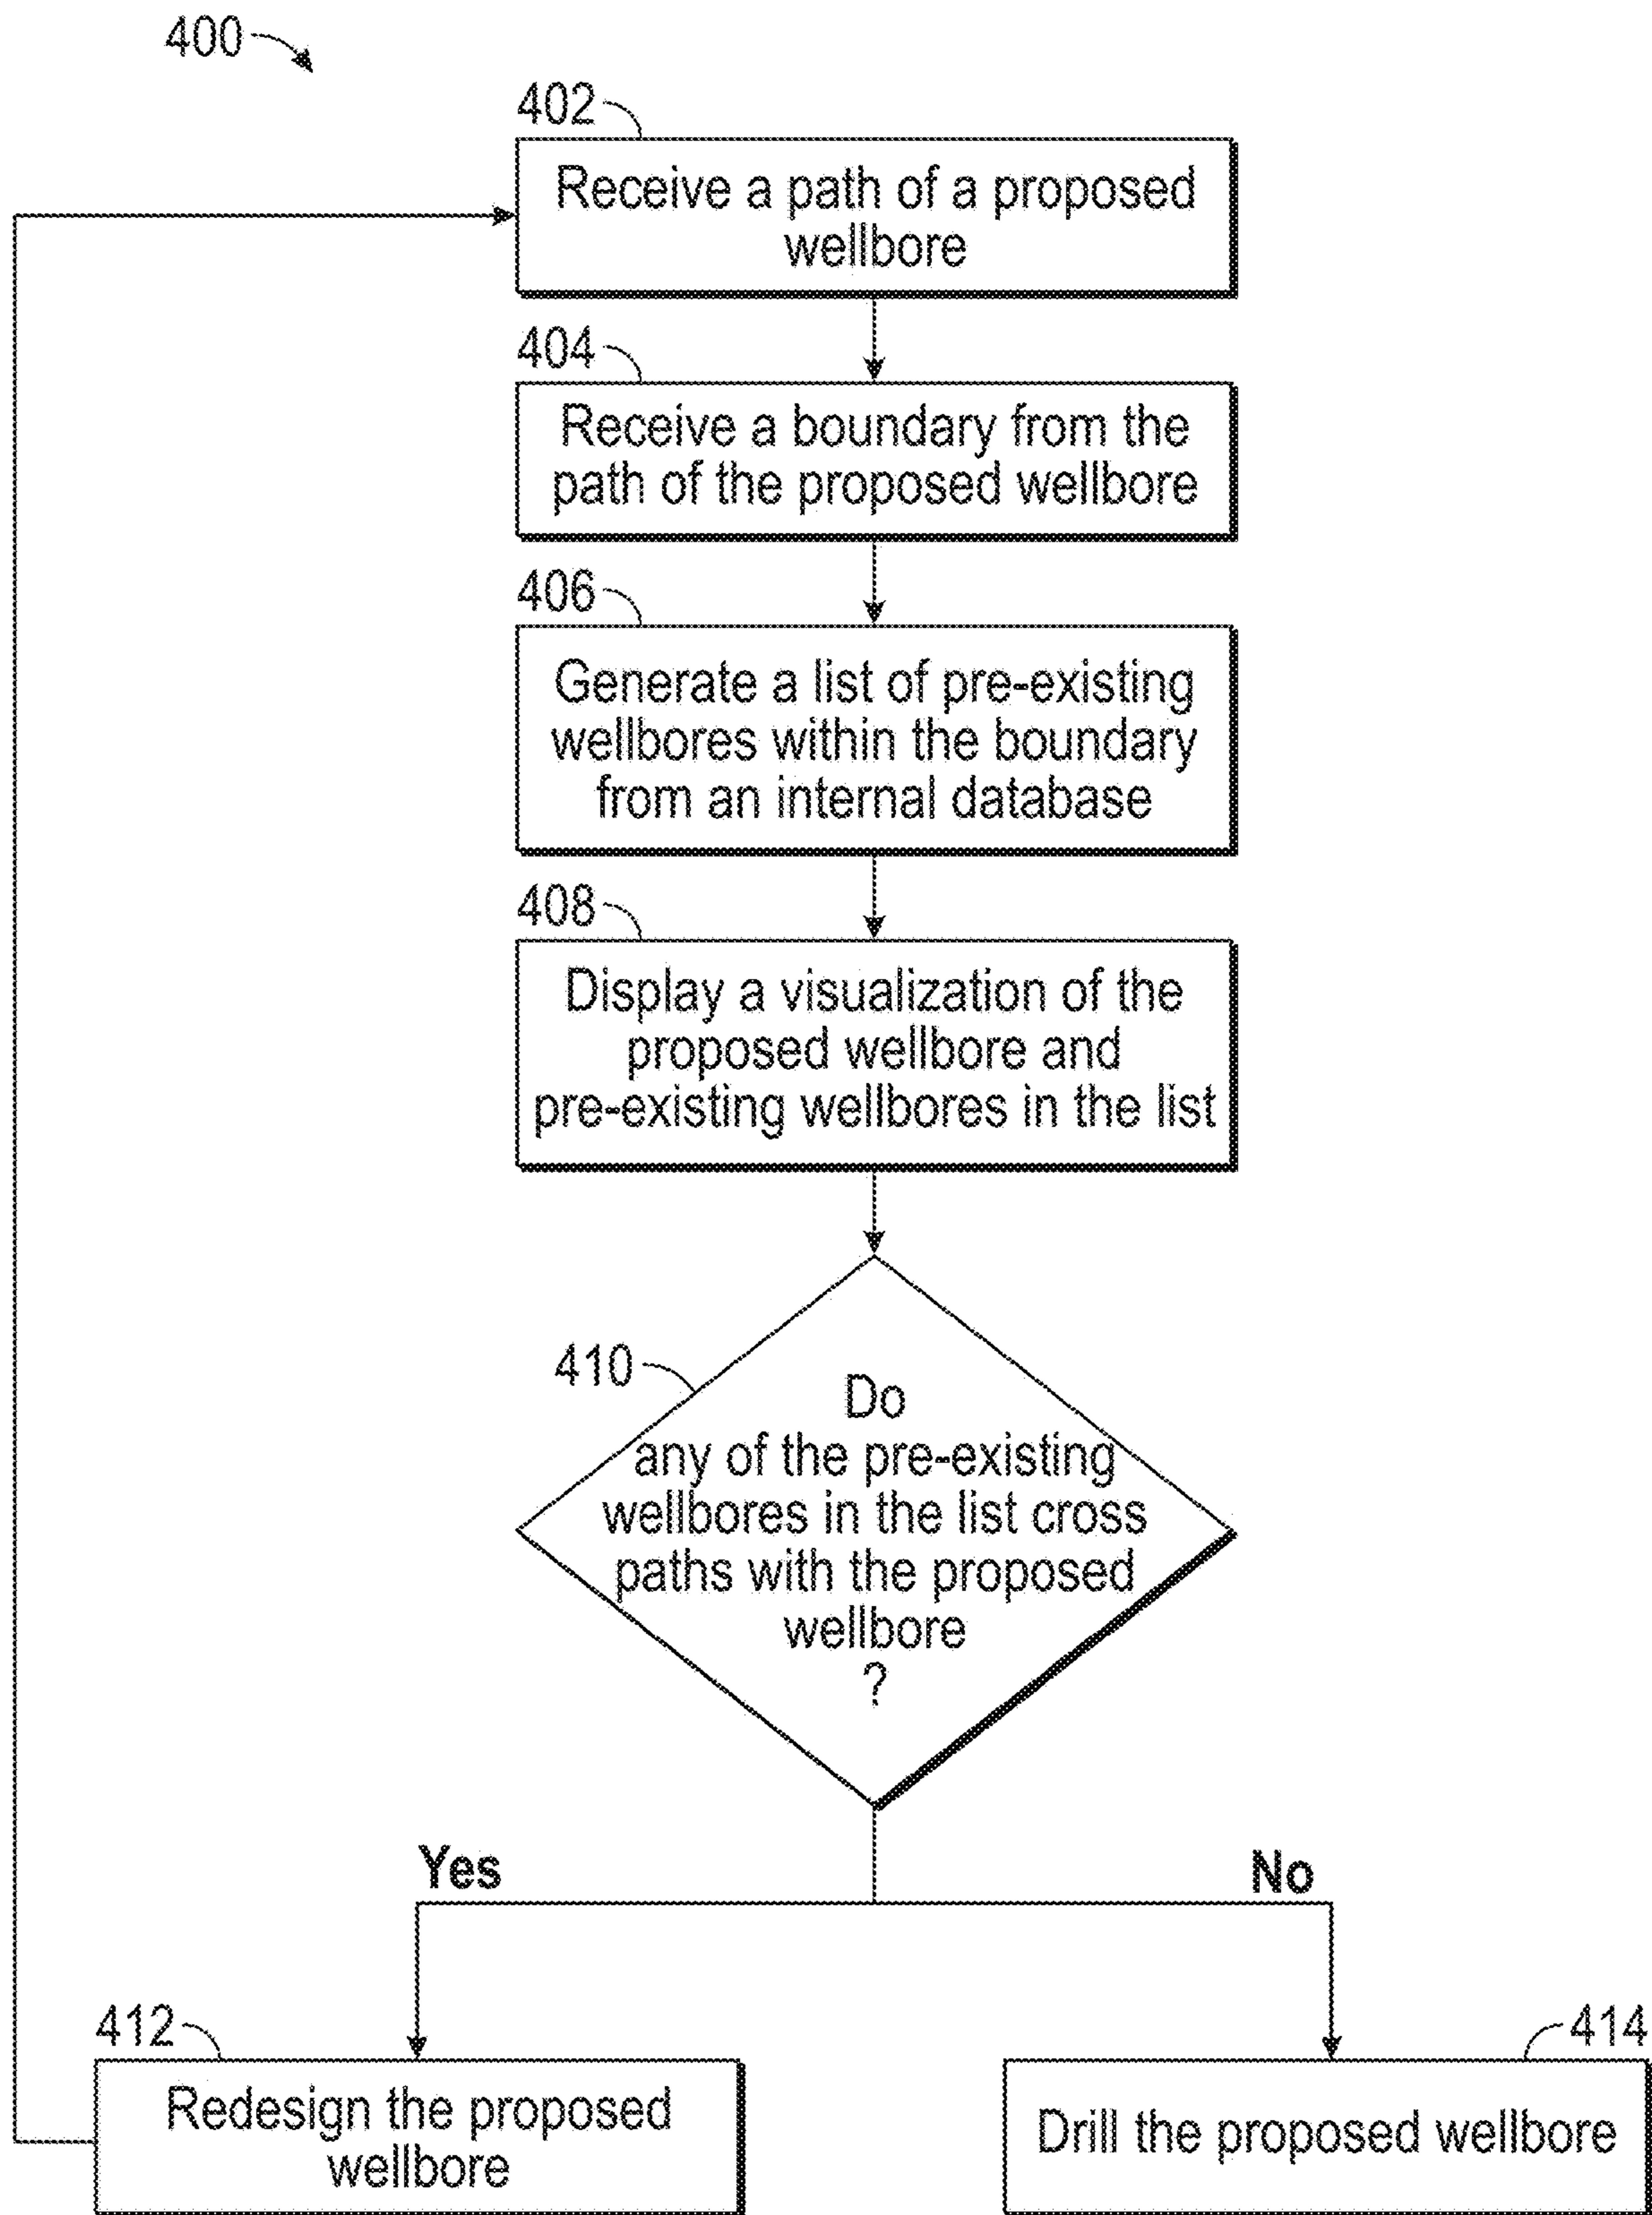 400
402
Receive a path of a proposed
wellbore
404
Receive a boundary from the
path of the proposed wellbore
406
Generate a list of pre-existing
wellbores within the boundary
from an internal database
408
Display a visualization of the
proposed wellbore and
pre-existing wellbores in the list
410
Do
any of the pre-existing
wellbores in the list cross
paths with the proposed
wellbore
?
Yes
No
412
Redesign the proposed
wellbore
414
Drill the proposed wellbore